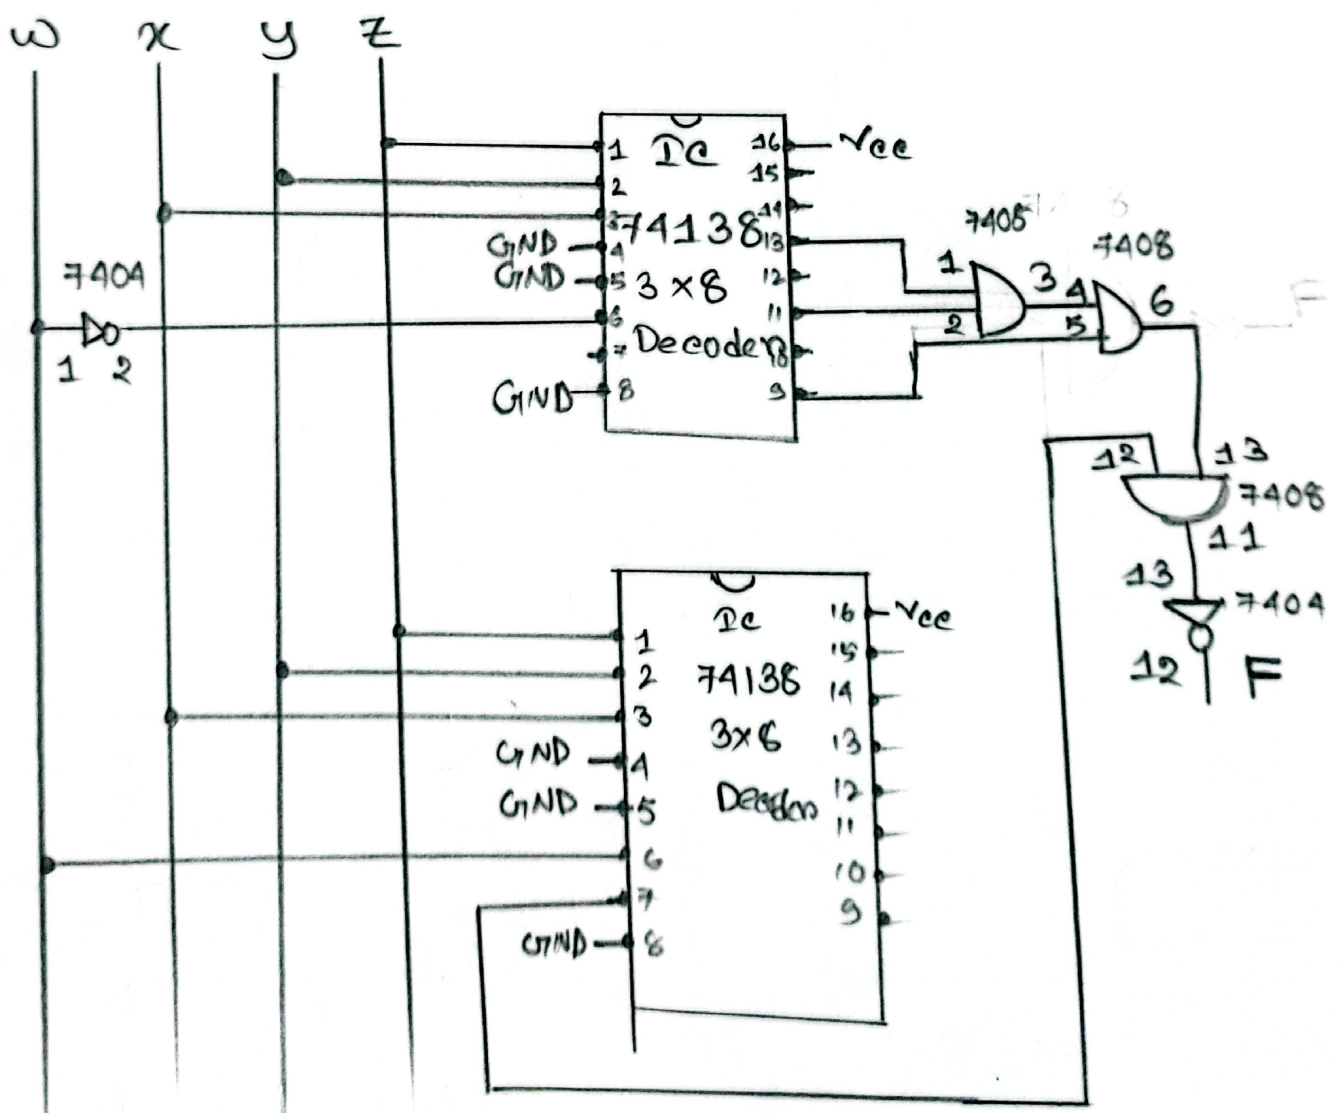 w x y z
1 IC 16 Vcc
2 15
3 74138 14
GND 4 13
GND 5 3 x 8 12
6 11
7 Decoder 10
GND 8 9
7404
1 2
7408
1 3
2
7408
4 6
5
12 13
7408
11
13
7404
12 F
1 IC 16 Vcc
2 74138 15
3 3x8 14
GND 4 13
GND 5 Decoder 12
6 11
7 10
GND 8 9